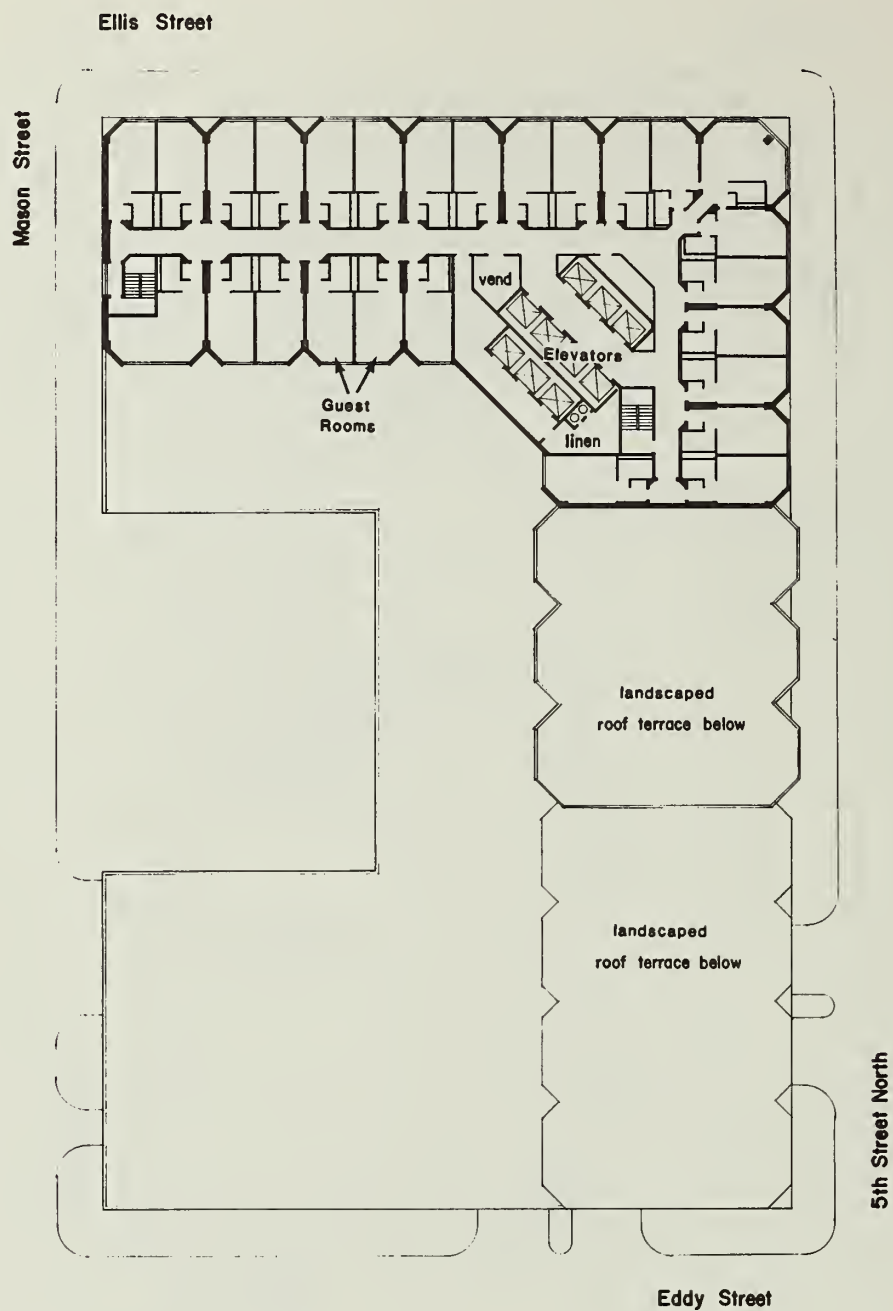 Ellis Street
Mason Street
vend
Elevators
Guest
Rooms
linen
landscaped
roof terrace below
landscaped
roof terrace below
5th Street North
Eddy Street